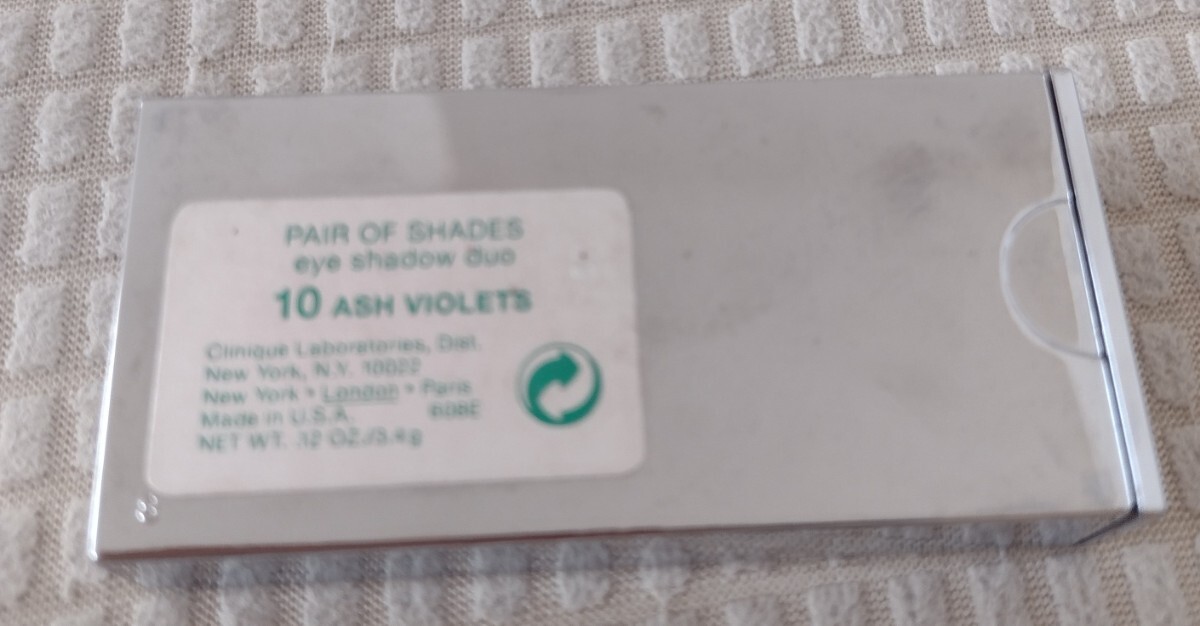 PAIR OF SHADES
eye shadow duo
10 ASH VIOLETS
Clinique Laboratories, Dist.
New York, N.Y. 10022
New York • London • Paris
Made in U.S.A.
NET WT. .12 OZ./3.4g